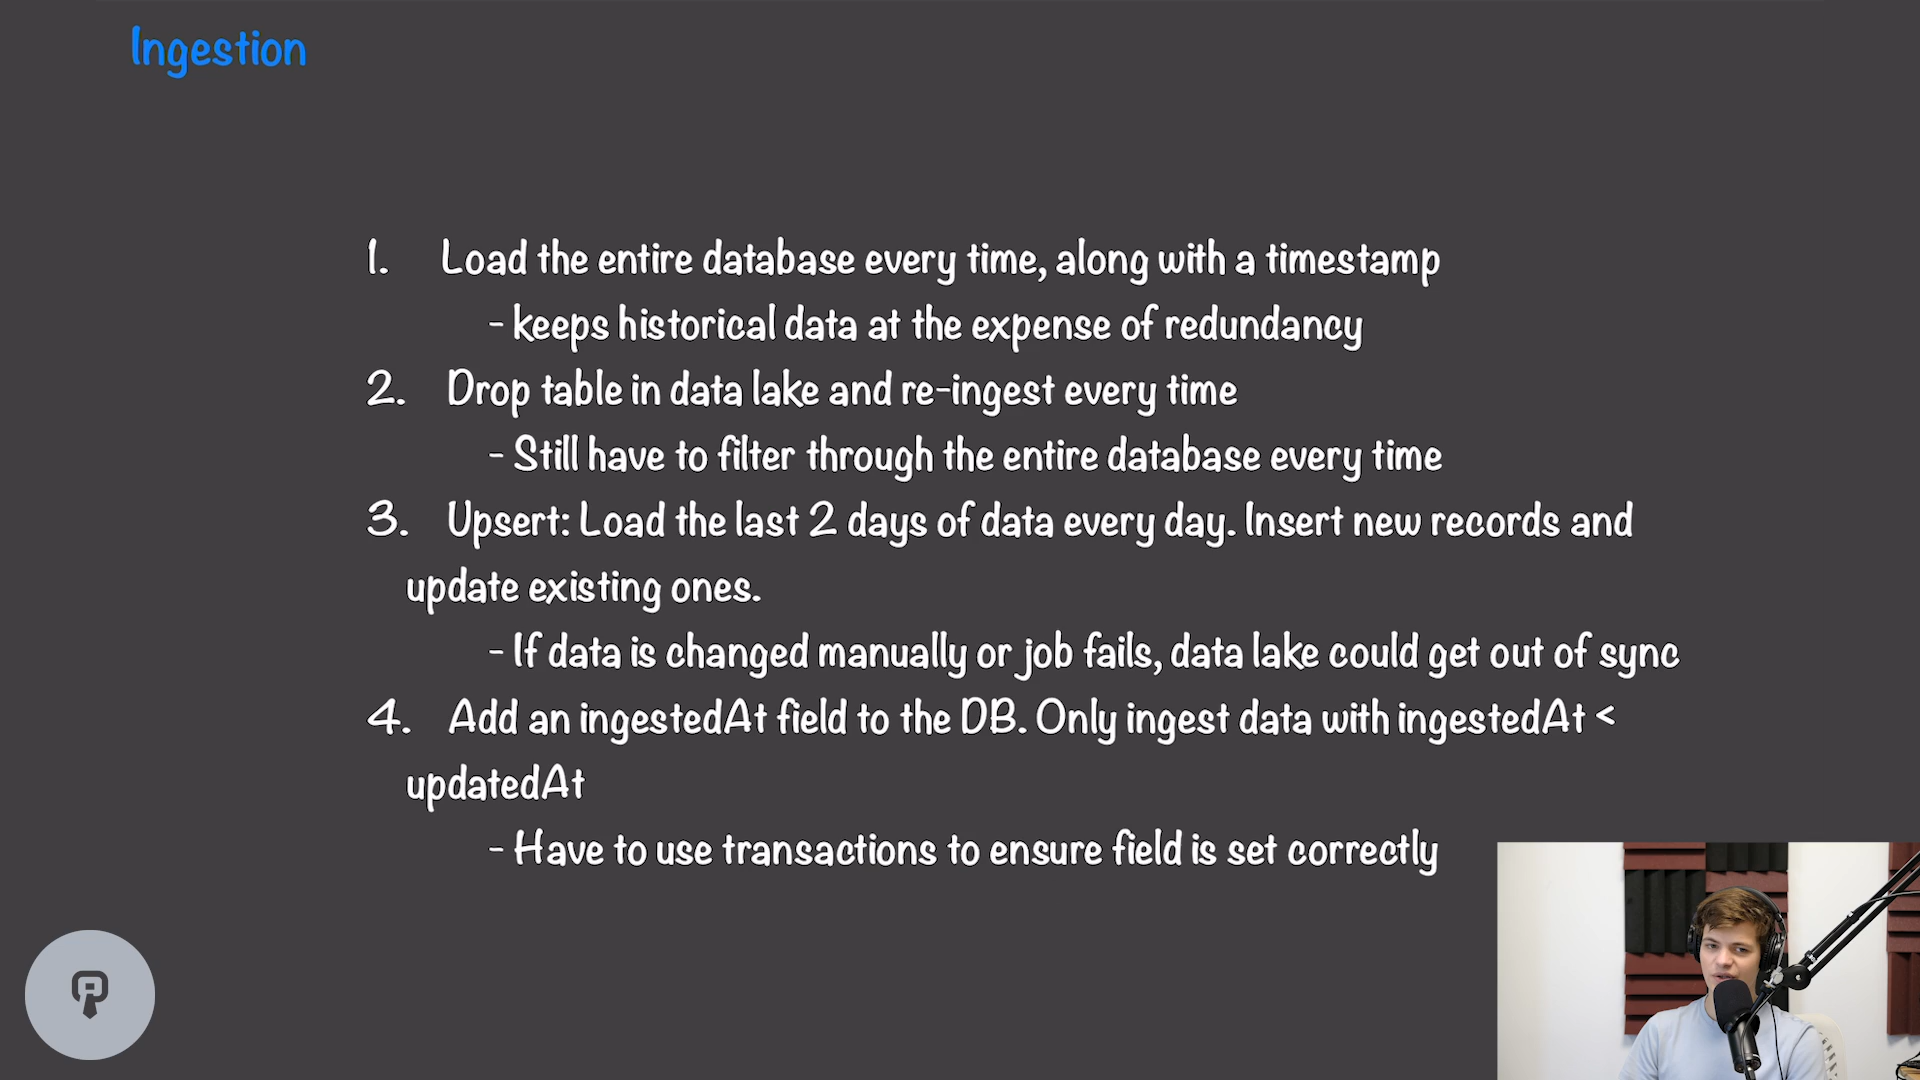 Ingestion
1. Load the entire database every time, along with a timestamp
- keeps historical data at the expense of redundancy
2. Drop table in data lake and re-ingest every time
- Still have to filter through the entire database every time
3. Upsert: Load the last 2 days of data every day. Insert new records and
update existing ones.
- If data is changed manually or job fails, data lake could get out of sync
4. Add an ingestedAt field to the DB. Only ingest data with ingestedAt <
updatedAt
- Have to use transactions to ensure field is set correctly